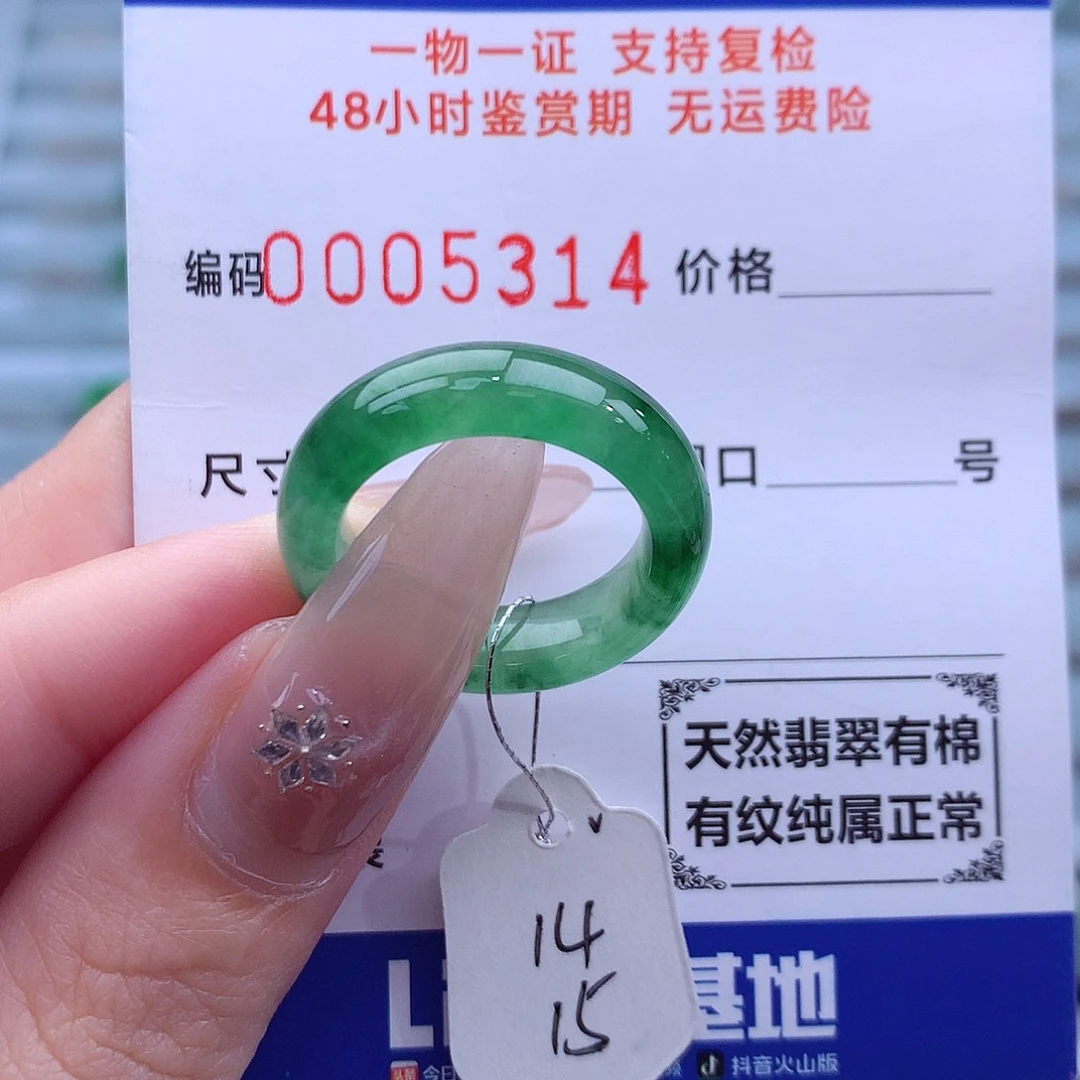 一物一证 支持复检
48小时鉴赏期 无运费险
编码0005314 价格
尺寸
口 号
天然翡翠有棉
有纹纯属正常
14
15
基地
今日
抖音火山版